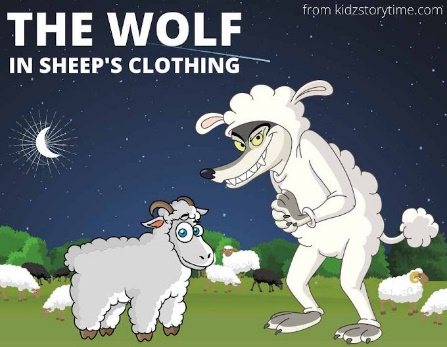 from kidzstorytime.com
THE WOLF
IN SHEEP'S CLOTHING